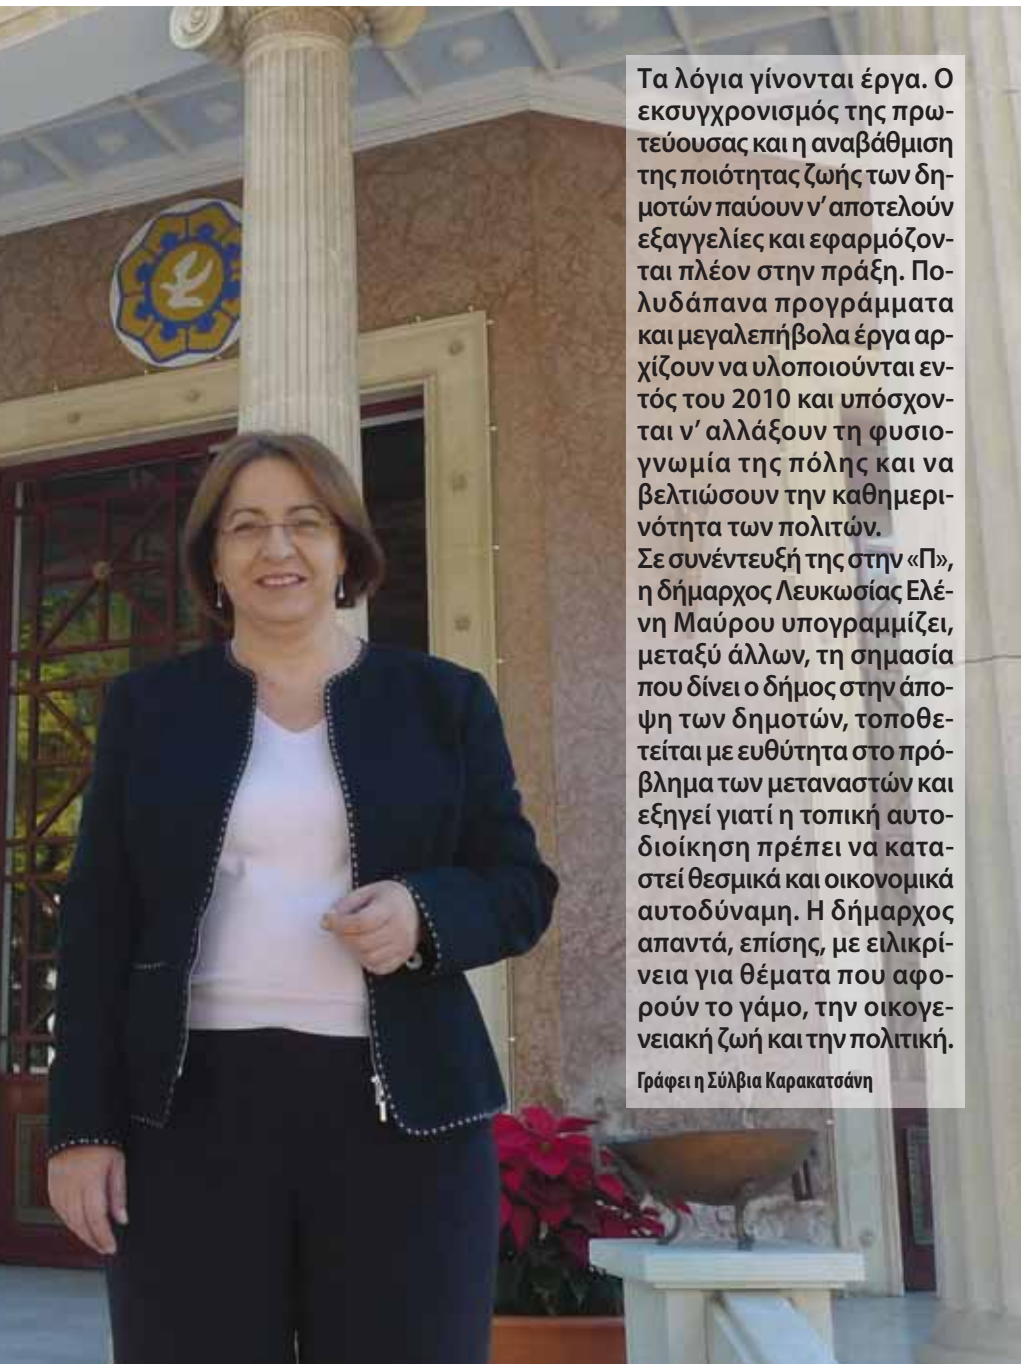 Τα λόγια γίνονται έργα. Ο
εκσυγχρονισμός της πρω-
τεύουσας και η αναβάθμιση
της ποιότητας ζωής των δη-
μοτών παύουν ν’ αποτελούν
εξαγγελίες και εφαρμόζον-
ται πλέον στην πράξη. Πο-
λυδάπανα προγράμματα
και μεγαλεπήβολα έργα αρ-
χίζουν να υλοποιούνται εν-
τός του 2010 και υπόσχον-
ται ν’ αλλάξουν τη φυσιο-
γνωμία της πόλης και να
βελτιώσουν την καθημερι-
νότητα των πολιτών.
Σε συνέντευξή της στην «Π»,
η δήμαρχος Λευκωσίας Ελέ-
νη Μαύρου υπογραμμίζει,
μεταξύ άλλων, τη σημασία
που δίνει ο δήμος στην άπο-
ψη των δημοτών, τοποθε-
τείται με ευθύτητα στο πρό-
βλημα των μεταναστών και
εξηγεί γιατί η τοπική αυτο-
διοίκηση πρέπει να κατα-
στεί θεσμικά και οικονομικά
αυτοδύναμη. Η δήμαρχος
απαντά, επίσης, με ειλικρί-
νεια για θέματα που αφο-
ρούν το γάμο, την οικογε-
νειακή ζωή και την πολιτική.
Γράφει η Σύλβια Καρακατσάνη